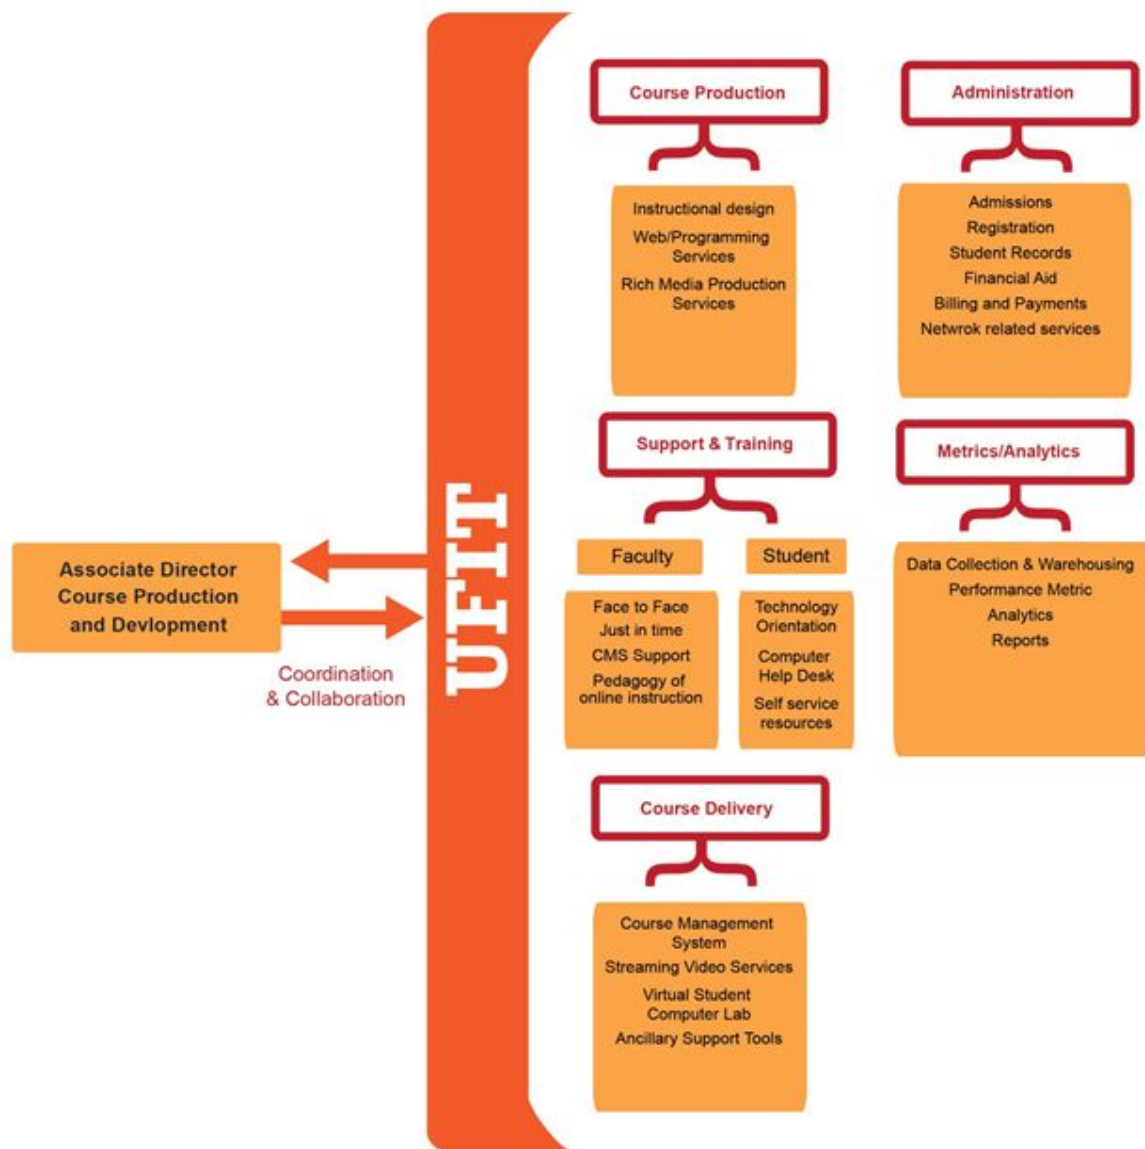 Associate Director
Course Production
and Devlopment
Coordination
& Collaboration
UFIT
Course Production
Instructional design
Web/Programming
Services
Rich Media Production
Services
Administration
Admissions
Registration
Student Records
Financial Aid
Billing and Payments
Netwrok related services
Support & Training
Faculty
Face to Face
Just in time
CMS Support
Pedagogy of
online instruction
Student
Technology
Orientation
Computer
Help Desk
Self service
resources
Metrics/Analytics
Data Collection & Warehousing
Performance Metric
Analytics
Reports
Course Delivery
Course Management
System
Streaming Video Services
Virtual Student
Computer Lab
Ancillary Support Tools